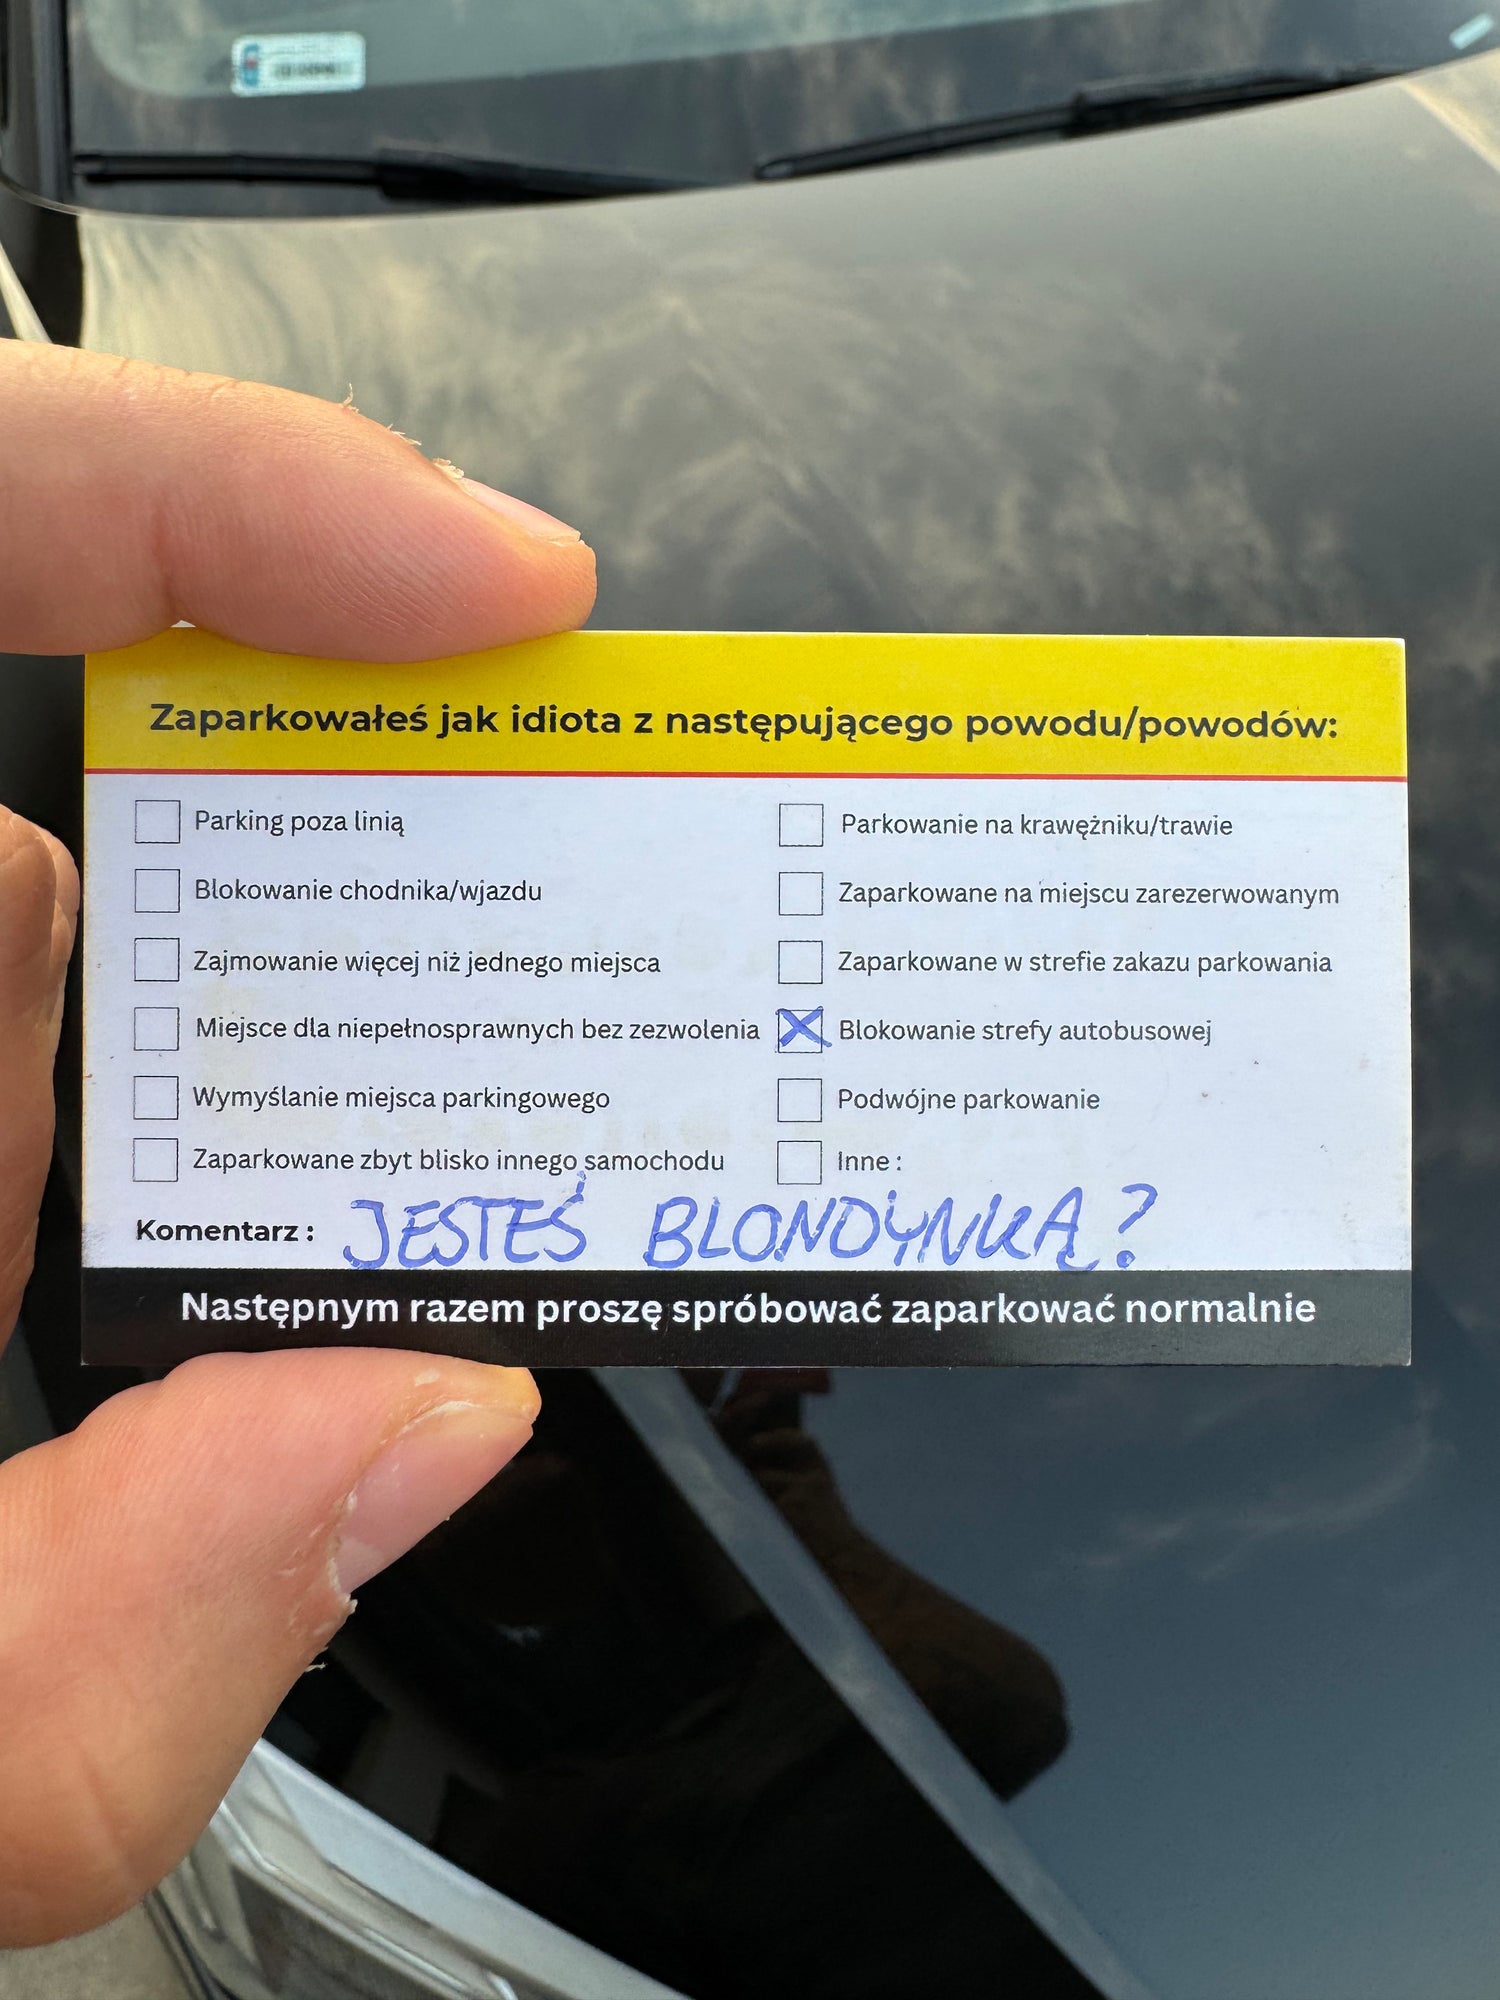 Zaparkowałeś jak idiota z następującego powodu/powodów:
Parking poza linią
Blokowanie chodnika/wjazdu
Zajmowanie więcej niż jednego miejsca
Miejsce dla niepełnosprawnych bez zezwolenia
Wymyślanie miejsca parkingowego
Zaparkowane zbyt blisko innego samochodu
Parkowanie na krawężniku/trawie
Zaparkowane na miejscu zarezerwowanym
Zaparkowane w strefie zakazu parkowania
Blokowanie strefy autobusowej
Podwójne parkowanie
Inne :
Komentarz : JESTEŚ BLONDYNKĄ?
Następnym razem proszę spróbować zaparkować normalnie